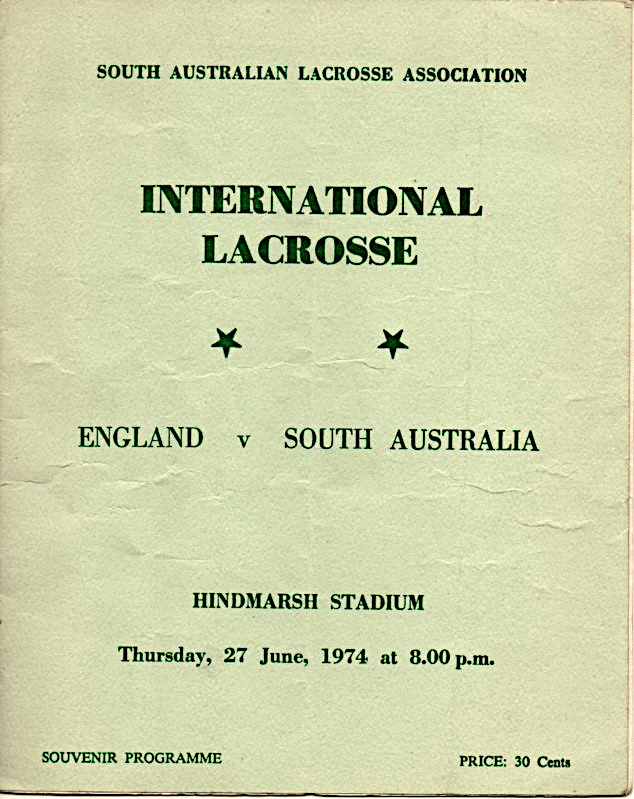 SOUTH AUSTRALIAN LACROSSE ASSOCIATION
INTERNATIONAL
LACROSSE
ENGLAND v SOUTH AUSTRALIA
HINDMARSH STADIUM
Thursday, 27 June, 1974 at 8.00 p.m.
SOUVENIR PROGRAMME
PRICE: 30 Cents